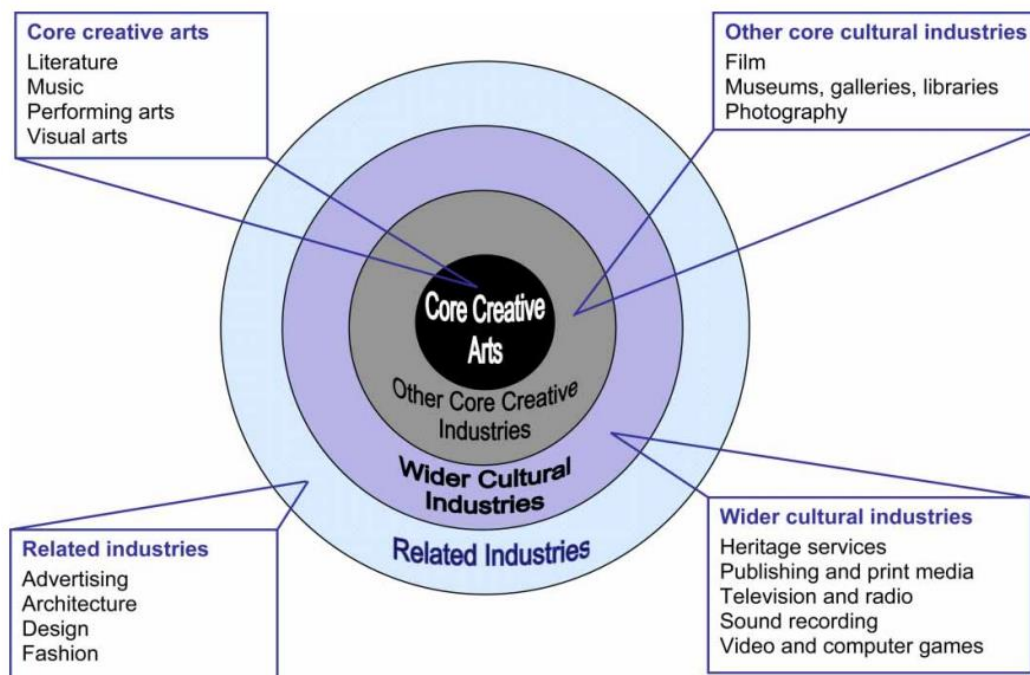 Core creative arts
Literature
Music
Performing arts
Visual arts
Other core cultural industries
Film
Museums, galleries, libraries
Photography
Core Creative
Arts
Other Core Creative
Industries
Wider Cultural
Industries
Related Industries
Related industries
Advertising
Architecture
Design
Fashion
Wider cultural industries
Heritage services
Publishing and print media
Television and radio
Sound recording
Video and computer games